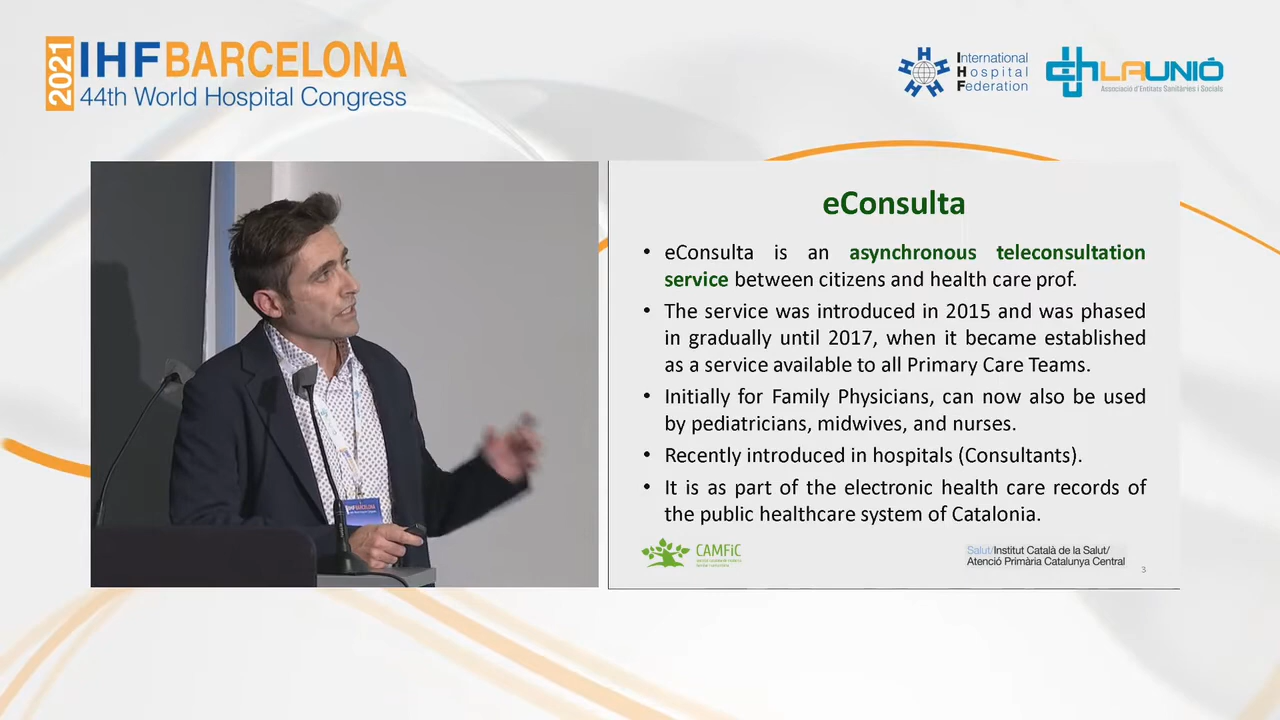 2021
IHF BARCELONA
44th World Hospital Congress
International
Hospital
Federation
LA UNIÓ
Associació d'Entitats Sanitàries i Socials
BARCELONA
eConsulta
• eConsulta is an asynchronous teleconsultation
service between citizens and health care prof.
• The service was introduced in 2015 and was phased
in gradually until 2017, when it became established
as a service available to all Primary Care Teams.
• Initially for Family Physicians, can now also be used
by pediatricians, midwives, and nurses.
• Recently introduced in hospitals (Consultants).
• It is as part of the electronic health care records of
the public healthcare system of Catalonia.
CAMFiC
Salut/Institut Català de la Salut/
Atenció Primària Catalunya Central
3